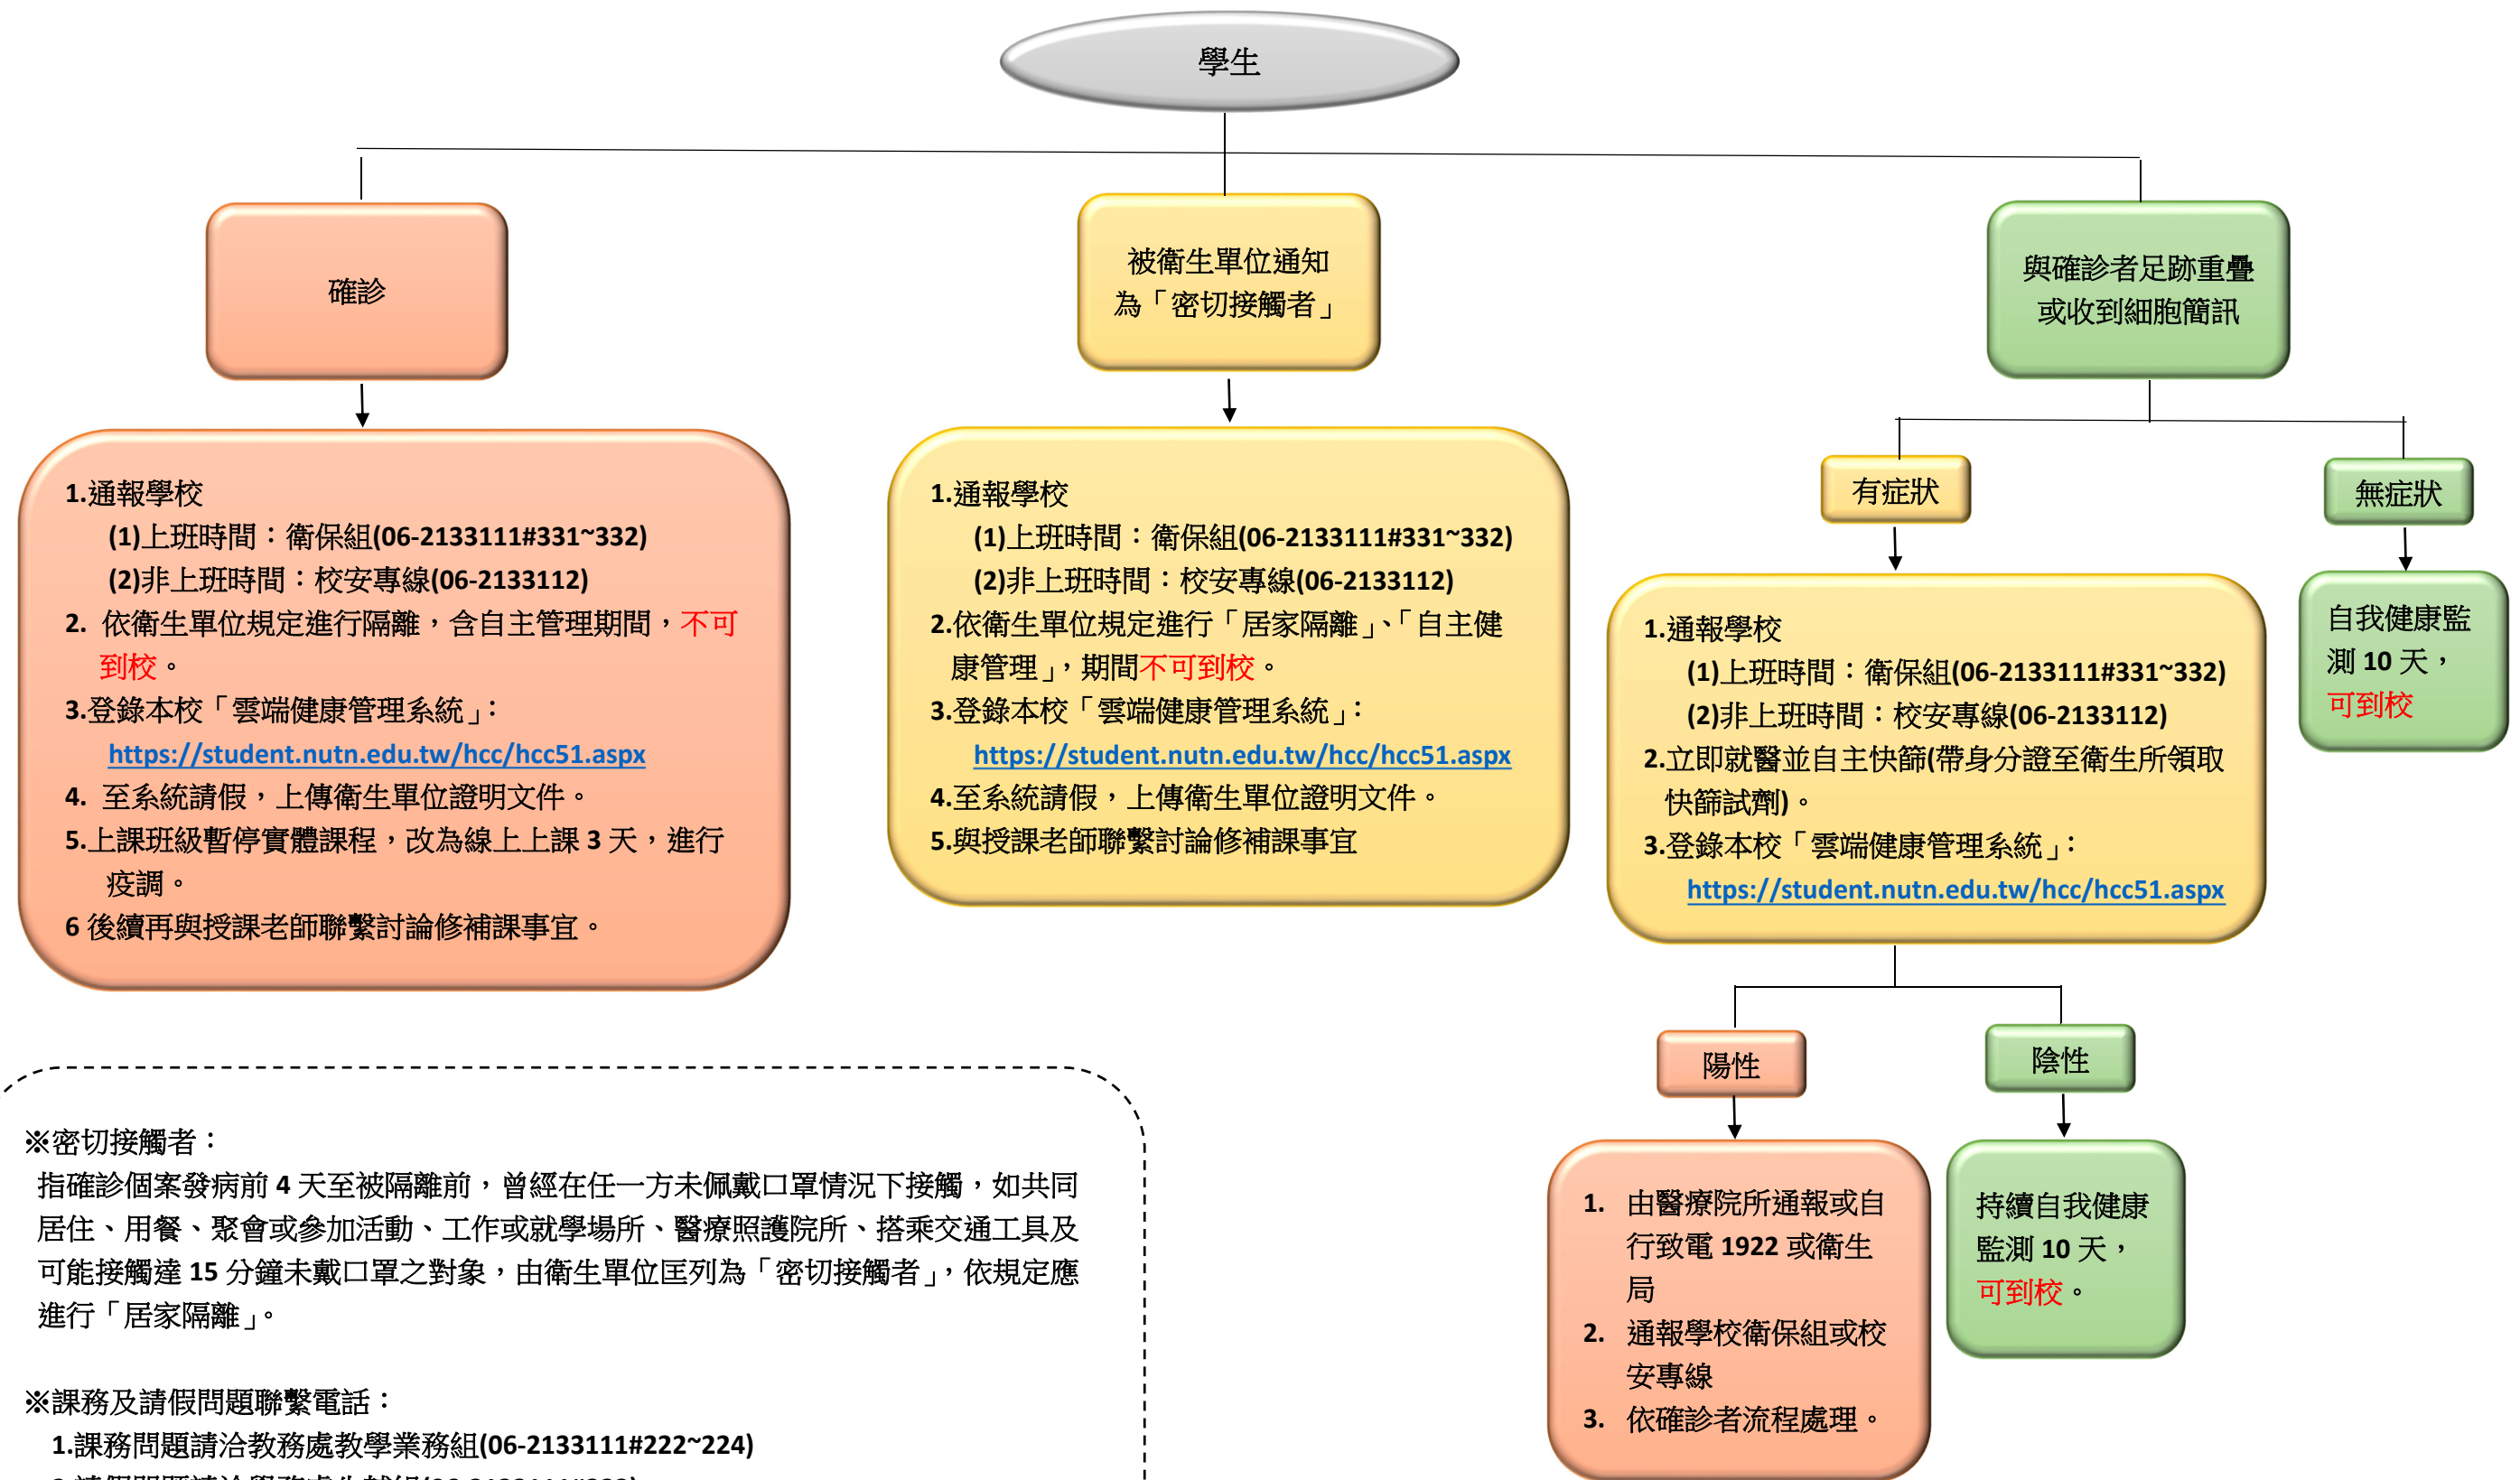 學生
確診
被衛生單位通知
為「密切接觸者」
與確診者足跡重疊
或收到細胞簡訊
1.通報學校
(1)上班時間：衛保組(06-2133111#331~332)
(2)非上班時間：校安專線(06-2133112)
2. 依衛生單位規定進行隔離，含自主管理期間，不可
到校。
3.登錄本校「雲端健康管理系統」：
https://student.nutn.edu.tw/hcc/hcc51.aspx
4. 至系統請假，上傳衛生單位證明文件。
5.上課班級暫停實體課程，改為線上上課 3 天，進行
疫調。
6 後續再與授課老師聯繫討論修補課事宜。
1.通報學校
(1)上班時間：衛保組(06-2133111#331~332)
(2)非上班時間：校安專線(06-2133112)
2.依衛生單位規定進行「居家隔離」、「自主健
康管理」，期間不可到校。
3.登錄本校「雲端健康管理系統」：
https://student.nutn.edu.tw/hcc/hcc51.aspx
4.至系統請假，上傳衛生單位證明文件。
5.與授課老師聯繫討論修補課事宜
有症狀
無症狀
1.通報學校
(1)上班時間：衛保組(06-2133111#331~332)
(2)非上班時間：校安專線(06-2133112)
2.立即就醫並自主快篩(帶身分證至衛生所領取
快篩試劑)。
3.登錄本校「雲端健康管理系統」：
https://student.nutn.edu.tw/hcc/hcc51.aspx
自我健康監
測 10 天，
可到校
陽性
陰性
1. 由醫療院所通報或自
行致電 1922 或衛生
局
2. 通報學校衛保組或校
安專線
3. 依確診者流程處理。
持續自我健康
監測 10 天，
可到校。
※密切接觸者：
指確診個案發病前 4 天至被隔離前，曾經在任一方未佩戴口罩情況下接觸，如共同
居住、用餐、聚會或參加活動、工作或就學場所、醫療照護院所、搭乘交通工具及
可能接觸達 15 分鐘未戴口罩之對象，由衛生單位匡列為「密切接觸者」，依規定應
進行「居家隔離」。
※課務及請假問題聯繫電話：
1.課務問題請洽教務處教學業務組(06-2133111#222~224)